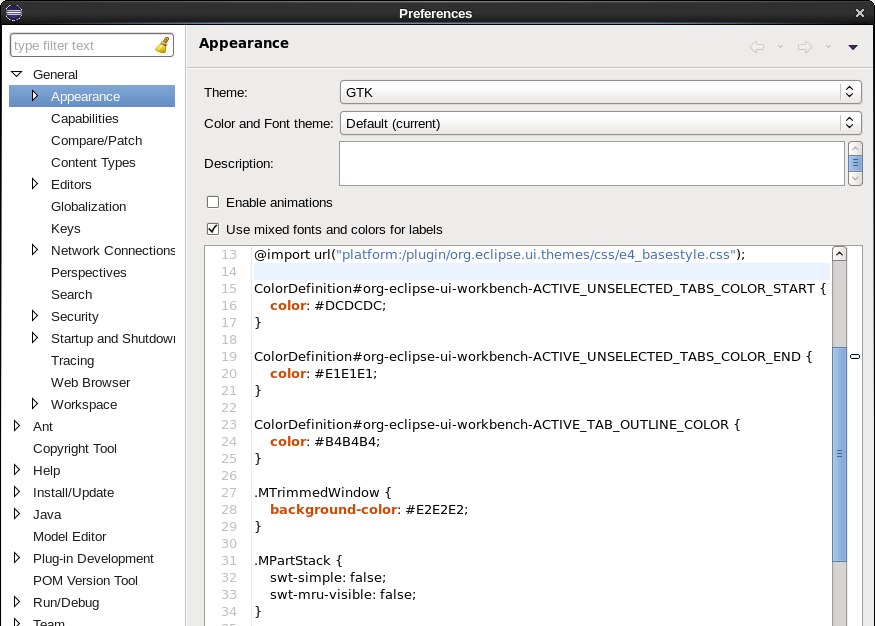 Preferences
type filter text
General
Appearance
Capabilities
Compare/Patch
Content Types
Editors
Globalization
Keys
Network Connections
Perspectives
Search
Security
Startup and Shutdown
Tracing
Web Browser
Workspace
Ant
Copyright Tool
Help
Install/Update
Java
Model Editor
Plug-in Development
POM Version Tool
Run/Debug
Team
Appearance
Theme: GTK
Color and Font theme: Default (current)
Description:
Enable animations
Use mixed fonts and colors for labels
13 @import url("platform:/plugin/org.eclipse.ui.themes/css/e4_basestyle.css");
14
15 ColorDefinition#org-eclipse-ui-workbench-ACTIVE_UNSELECTED_TABS_COLOR_START {
16 color: #DCDCDC;
17 }
18
19 ColorDefinition#org-eclipse-ui-workbench-ACTIVE_UNSELECTED_TABS_COLOR_END {
20 color: #E1E1E1;
21 }
22
23 ColorDefinition#org-eclipse-ui-workbench-ACTIVE_TAB_OUTLINE_COLOR {
24 color: #B4B4B4;
25 }
26
27 .MTrimmedWindow {
28 background-color: #E2E2E2;
29 }
30
31 .MPartStack {
32 swt-simple: false;
33 swt-mru-visible: false;
34 }